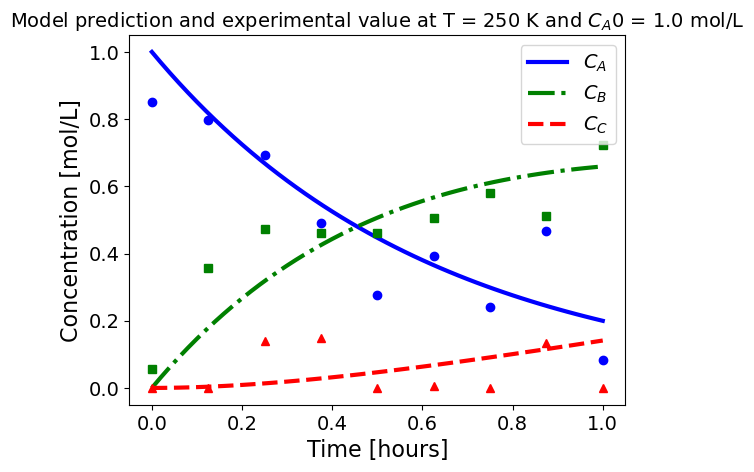 Model prediction and experimental value at T = 250 K and $C_A$0 = 1.0 mol/L
1.0
0.8
0.6
0.4
0.2
0.0
Concentration [mol/L]
$C_A$
$C_B$
$C_C$
0.0 0.2 0.4 0.6 0.8 1.0
Time [hours]